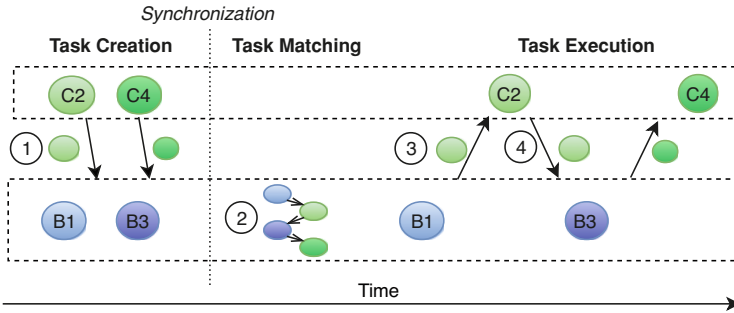 Synchronization
Task Creation Task Matching Task Execution
C2 C4 C2 C4
1 3 4
B1 B3 2 B1 B3
Time